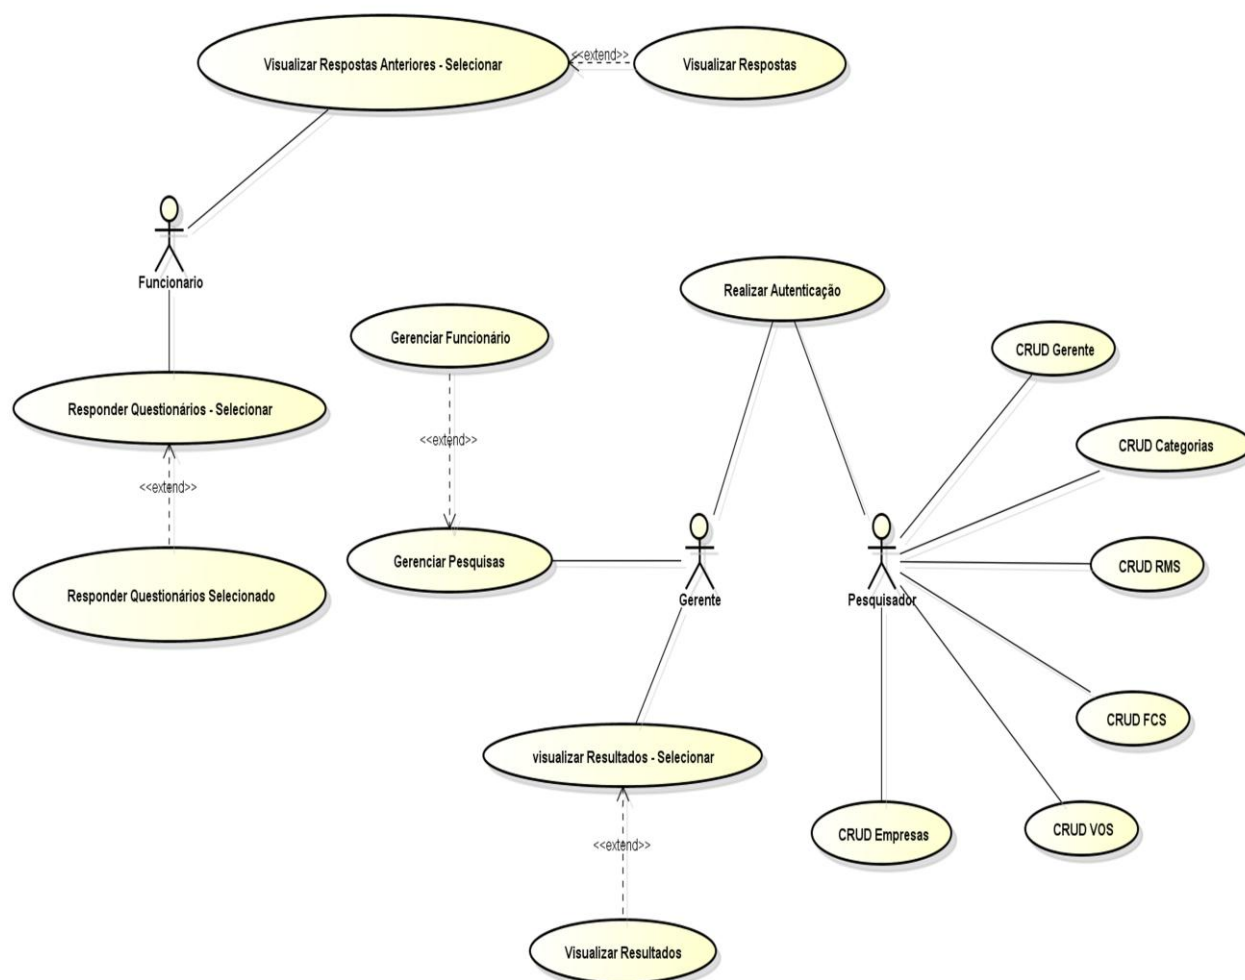 Visualizar Respostas Anteriores - Selecionar
<<extend>>
Visualizar Respostas
Funcionario
Realizar Autenticação
Gerenciar Funcionário
CRUD Gerente
Responder Questionários - Selecionar
<<extend>>
CRUD Categorias
<<extend>>
Gerenciar Pesquisas
CRUD RMS
Responder Questionários Selecionado
Gerente
Pesquisador
CRUD FCS
visualizar Resultados - Selecionar
CRUD Empresas
CRUD VOS
<<extend>>
Visualizar Resultados